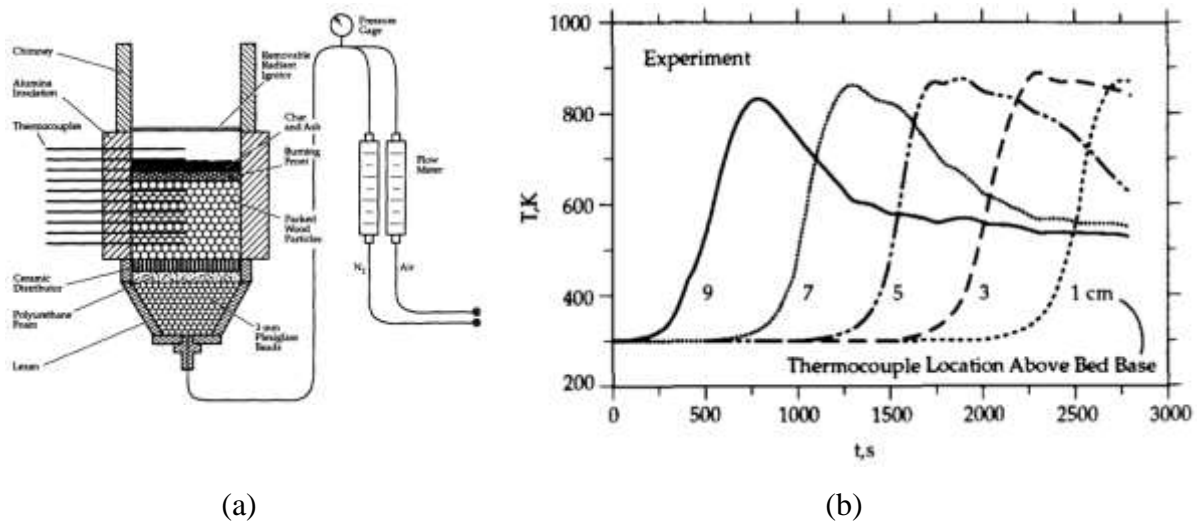 Pressure
Gage
Chimney
Removable
Radiant
Ignitor
Alumina
Insulation
Thermocouples
Char
and Ash
Burning
Front
Flow
Meter
Packed
Wood
Particles
N2
Air
Ceramic
Distributor
Polyurethane
Foam
3 mm
Plexiglass
Beads
Lexan
(a)
1000
Experiment
800
T,K
600
400
9
7
5
3
1 cm
Thermocouple Location Above Bed Base
200
0
500
1000
1500
2000
2500
3000
t,s
(b)